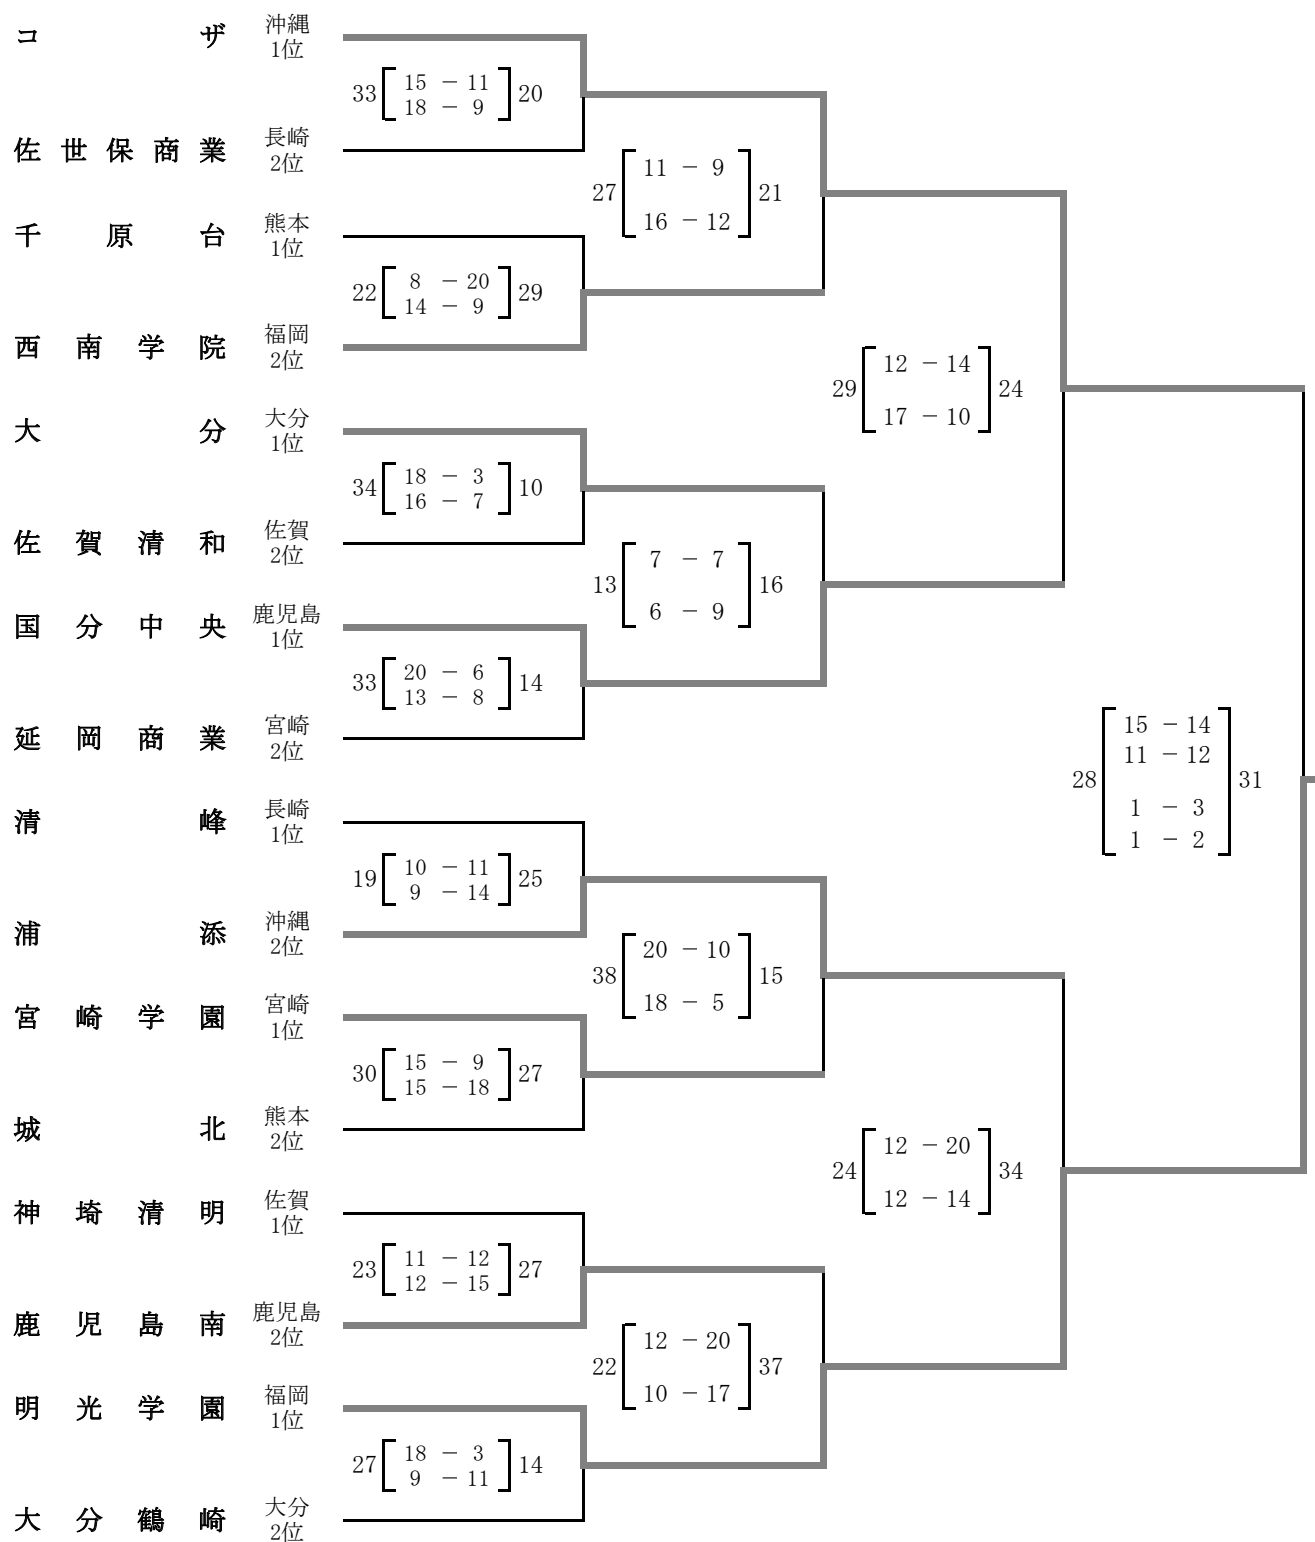 コザ 沖縄 1位
33 15 － 11 20
18 － 9
佐世保商業 長崎 2位
27 11 － 9 21
16 － 12
千原台 熊本 1位
22 8 － 20 29
14 － 9
西南学院 福岡 2位
29 12 － 14 24
17 － 10
大分 大分 1位
34 18 － 3 10
16 － 7
佐賀清和 佐賀 2位
13 7 － 7 16
6 － 9
国分中央 鹿児島 1位
33 20 － 6 14
13 － 8
延岡商業 宮崎 2位
28 15 － 14 31
11 － 12
1 － 3
1 － 2
清峰 長崎 1位
19 10 － 11 25
9 － 14
浦添 沖縄 2位
38 20 － 10 15
18 － 5
宮崎学園 宮崎 1位
30 15 － 9 27
15 － 18
城北 熊本 2位
24 12 － 20 34
12 － 14
神埼清明 佐賀 1位
23 11 － 12 27
12 － 15
鹿児島南 鹿児島 2位
22 12 － 20 37
10 － 17
明光学園 福岡 1位
27 18 － 3 14
9 － 11
大分鶴崎 大分 2位